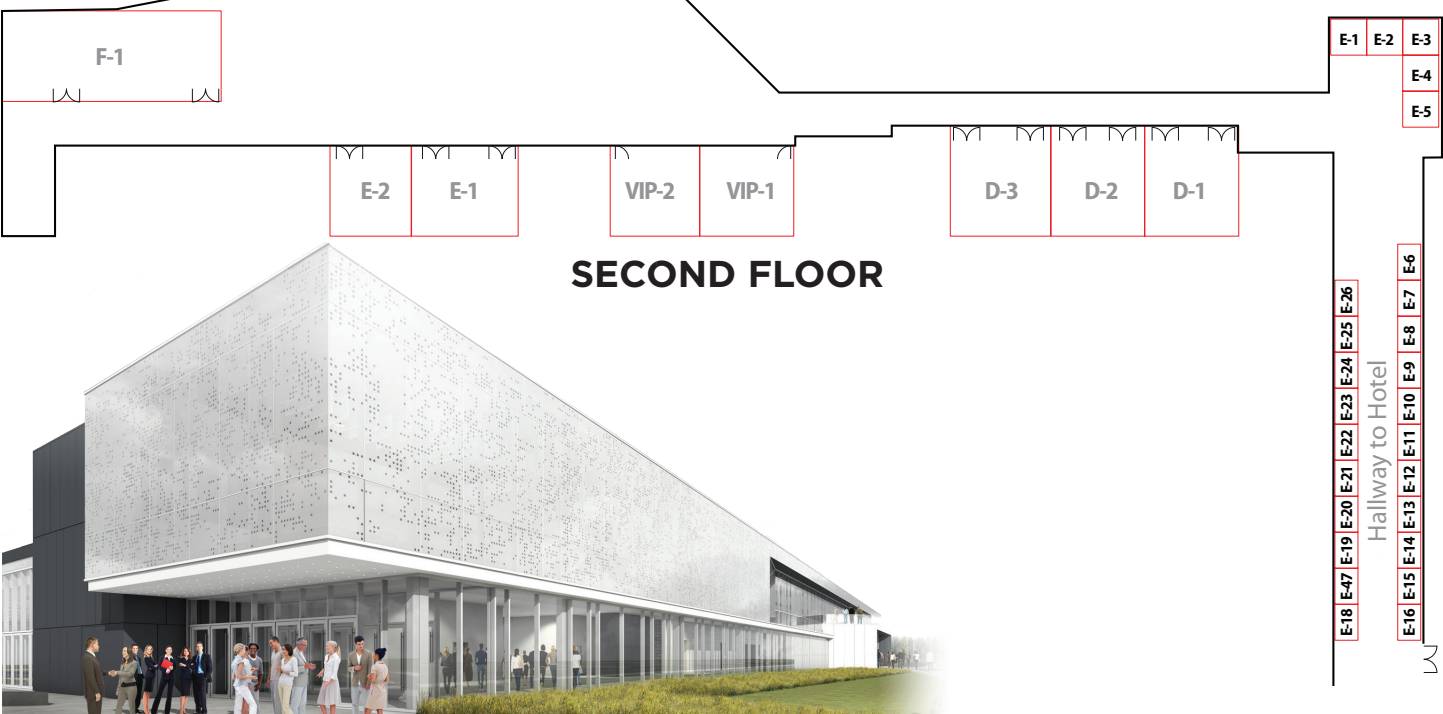 F-1
E-1
E-2
E-3
E-4
E-5
E-2
E-1
VIP-2
VIP-1
D-3
D-2
D-1
SECOND FLOOR
E-26
E-25
E-24
E-23
E-22
E-21
E-20
E-19
E-47
E-18
Hallway to Hotel
E-6
E-7
E-8
E-9
E-10
E-11
E-12
E-13
E-14
E-15
E-16